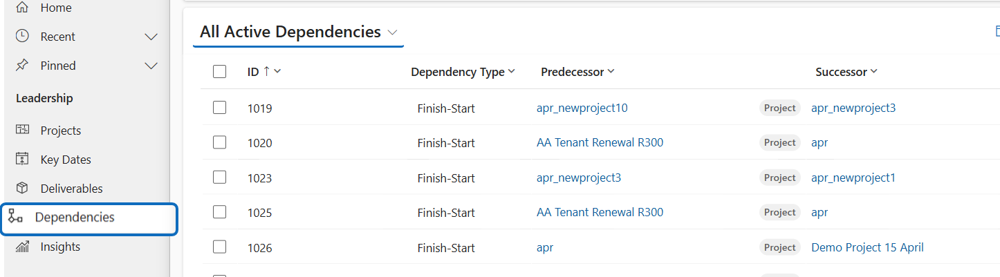 Home
Recent
Pinned
Leadership
Projects
Key Dates
Deliverables
Dependencies
Insights
All Active Dependencies
ID ↑ Dependency Type Predecessor Successor
1019 Finish-Start apr_newproject10 Project apr_newproject3
1020 Finish-Start AA Tenant Renewal R300 Project apr
1023 Finish-Start apr_newproject3 Project apr_newproject1
1025 Finish-Start AA Tenant Renewal R300 Project apr
1026 Finish-Start apr Project Demo Project 15 April